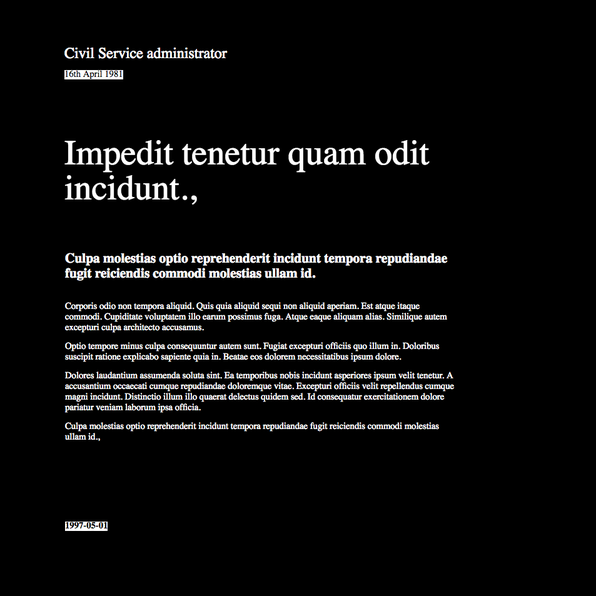 Civil Service administrator
16th April 1981
Impedit tenetur quam odit
incidunt.,
Culpa molestias optio reprehenderit incidunt tempora repudiandae
fugit reiciendis commodi molestias ullam id.
Corporis odio non tempora aliquid. Quis quia aliquid sequi non aliquid aperiam. Est atque itaque
commodi. Cupiditate voluptatem illo earum possimus fuga. Atque eaque aliquam alias. Similique autem
excepturi culpa architecto accusamus.
Optio tempore minus culpa consequuntur autem sunt. Fugiat excepturi officiis quo illum in. Doloribus
suscipit ratione explicabo sapiente quia in. Beatae eos dolorem necessitatibus ipsum dolore.
Dolores laudantium assumenda soluta sint. Ea temporibus nobis incidunt asperiores ipsum velit tenetur. A
accusantium occaecati cumque repudiandae doloremque vitae. Excepturi officiis velit repellendus cumque
magni incidunt. Distinctio illum illo quaerat delectus quidem sed. Id consequatur exercitationem dolore
pariatur veniam laborum ipsa officia.
Culpa molestias optio reprehenderit incidunt tempora repudiandae fugit reiciendis commodi molestias
ullam id.,
1997-05-01